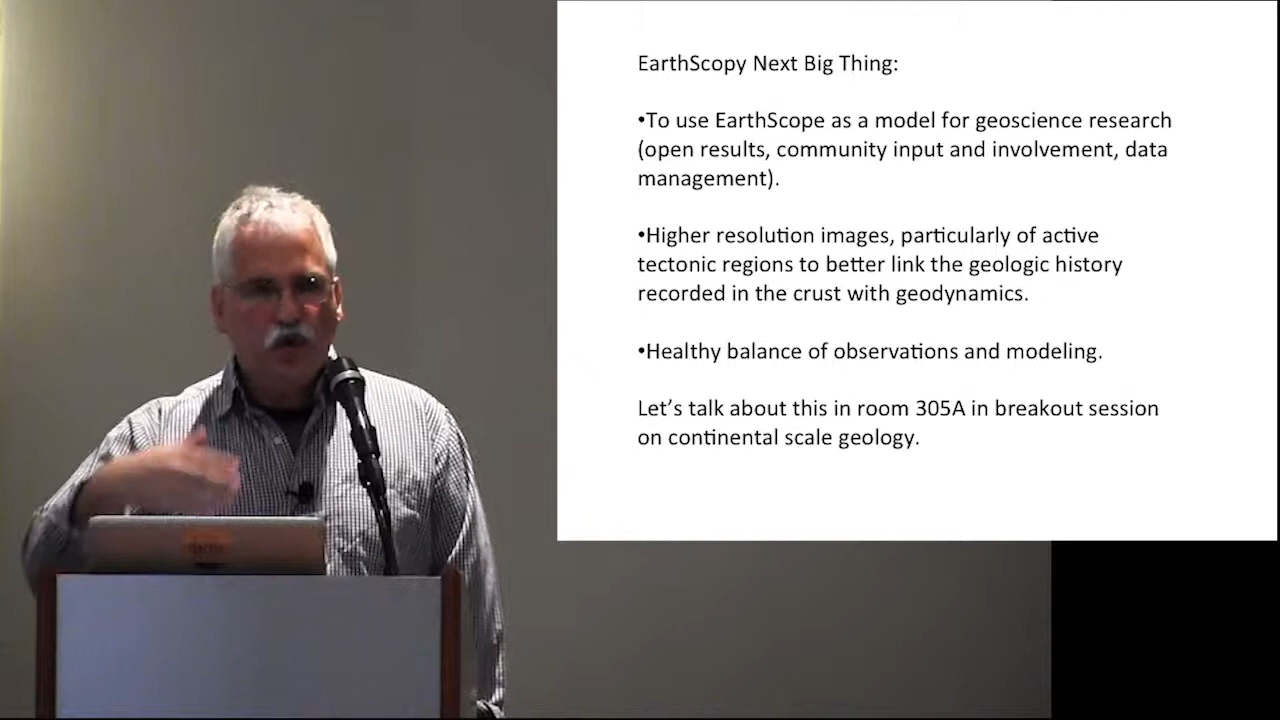 EarthScopy Next Big Thing:
•To use EarthScope as a model for geoscience research
(open results, community input and involvement, data
management).
•Higher resolution images, particularly of active
tectonic regions to better link the geologic history
recorded in the crust with geodynamics.
•Healthy balance of observations and modeling.
Let's talk about this in room 305A in breakout session
on continental scale geology.